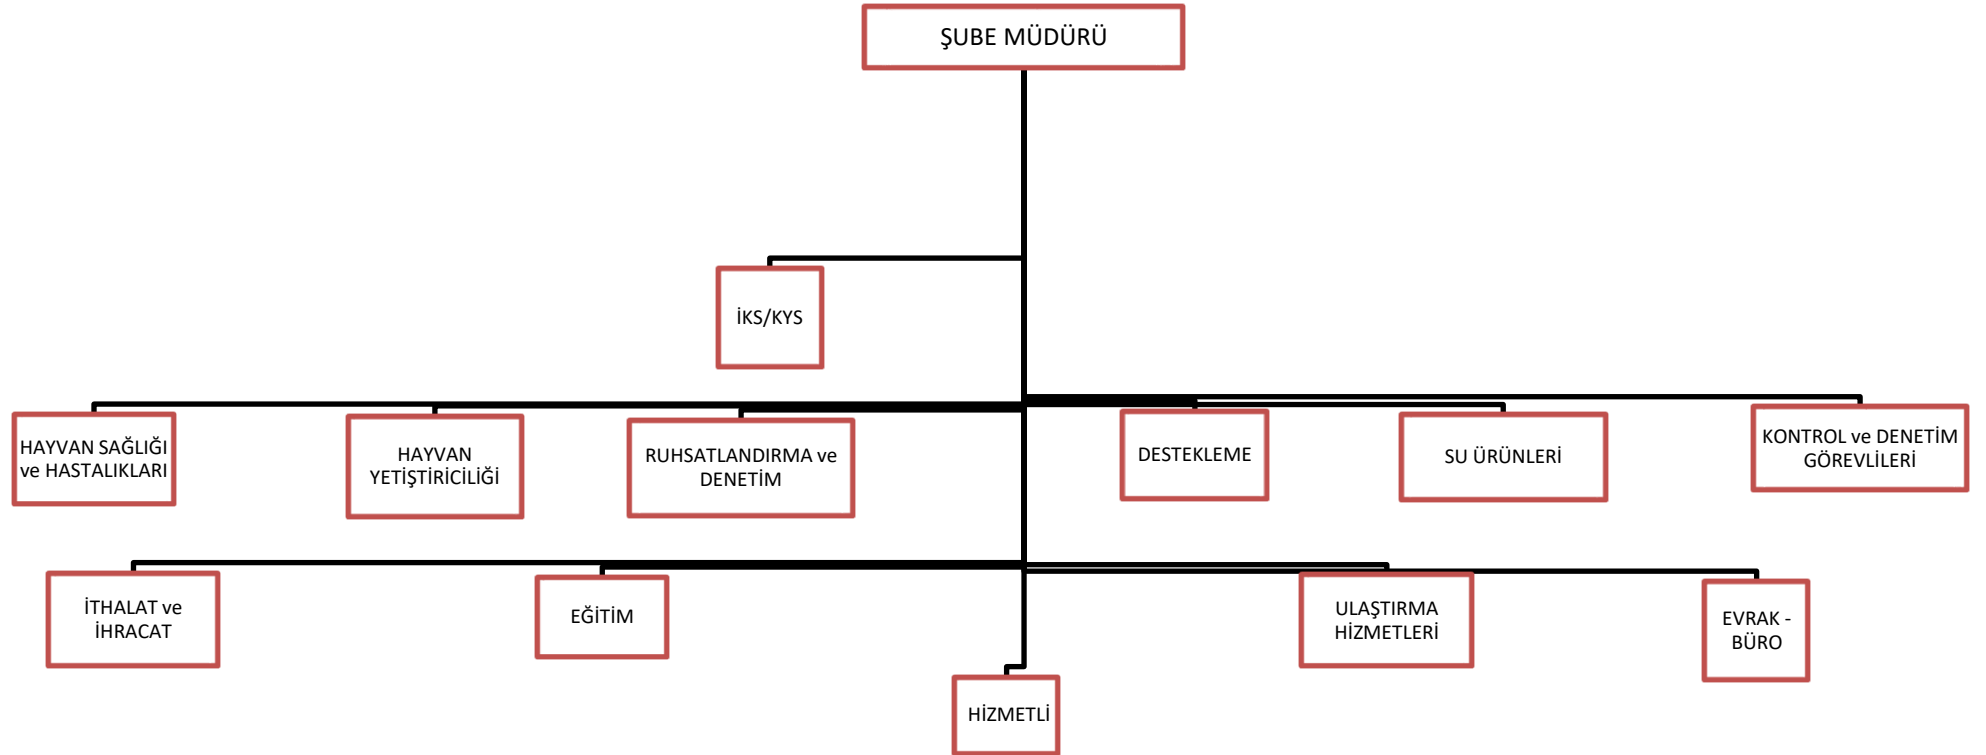 ŞUBE MÜDÜRÜ
İKS/KYS
HAYVAN SAĞLIĞI
ve HASTALIKLARI
HAYVAN
YETİŞTİRİCİLİĞİ
RUHSATLANDIRMA ve
DENETİM
DESTEKLEME
SU ÜRÜNLERİ
KONTROL ve DENETİM
GÖREVLİLERİ
İTHALAT ve
İHRACAT
EĞİTİM
ULAŞTIRMA
HİZMETLERİ
EVRAK -
BÜRO
HİZMETLİ